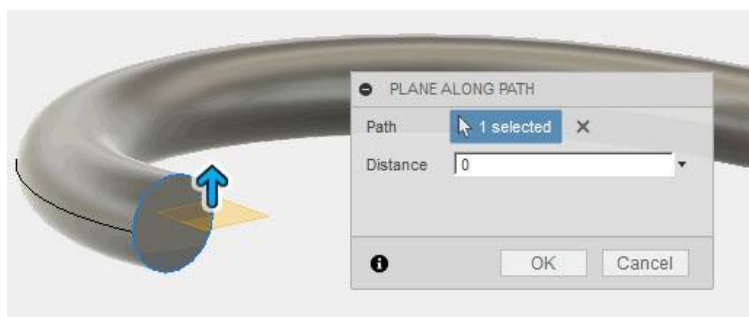 PLANE ALONG PATH
Path 1 selected
Distance 0
OK Cancel